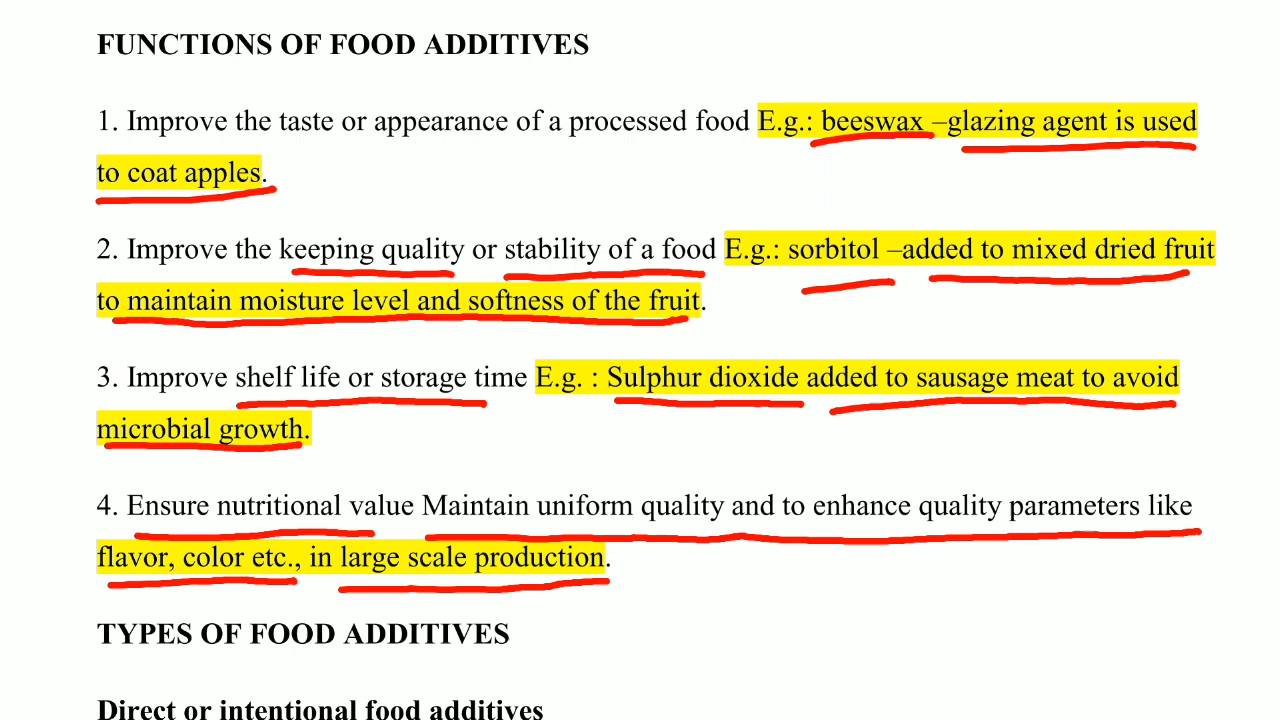 FUNCTIONS OF FOOD ADDITIVES
1. Improve the taste or appearance of a processed food E.g.: beeswax –glazing agent is used
to coat apples.
2. Improve the keeping quality or stability of a food E.g.: sorbitol –added to mixed dried fruit
to maintain moisture level and softness of the fruit.
3. Improve shelf life or storage time E.g. : Sulphur dioxide added to sausage meat to avoid
microbial growth.
4. Ensure nutritional value Maintain uniform quality and to enhance quality parameters like
flavor, color etc., in large scale production.
TYPES OF FOOD ADDITIVES
Direct or intentional food additives